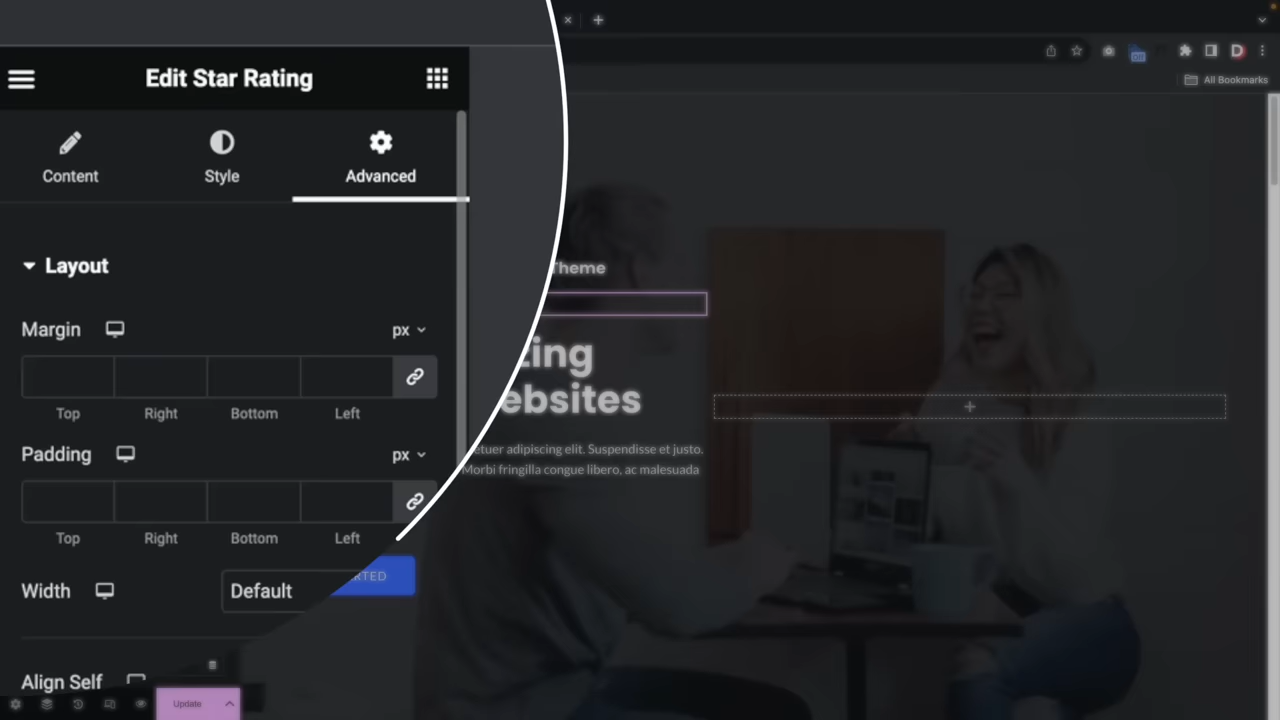 All Bookmarks
Edit Star Rating
Content
Style
Advanced
Layout
Margin
px
Top
Right
Bottom
Left
Padding
px
Top
Right
Bottom
Left
Width
Default
Align Self
Update
Theme
zing
ebsites
etuer adipiscing elit. Suspendisse et justo.
Morbi fringilla congue libero, ac malesuada
RTED
+
D